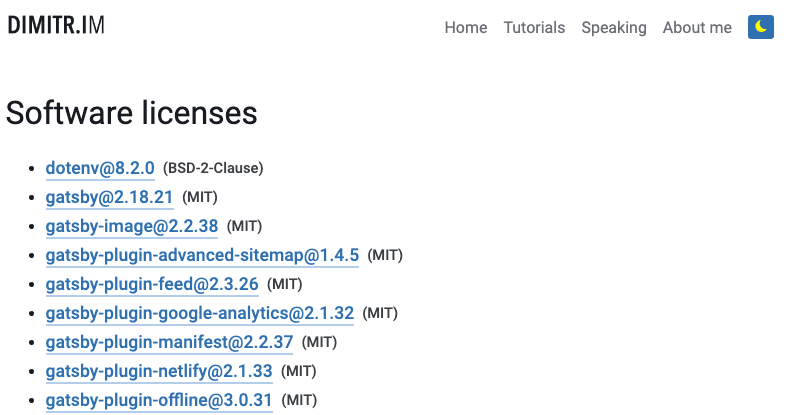 DIMITR.IM
Home Tutorials Speaking About me
Software licenses
dotenv@8.2.0 (BSD-2-Clause)
gatsby@2.18.21 (MIT)
gatsby-image@2.2.38 (MIT)
gatsby-plugin-advanced-sitemap@1.4.5 (MIT)
gatsby-plugin-feed@2.3.26 (MIT)
gatsby-plugin-google-analytics@2.1.32 (MIT)
gatsby-plugin-manifest@2.2.37 (MIT)
gatsby-plugin-netlify@2.1.33 (MIT)
gatsby-plugin-offline@3.0.31 (MIT)